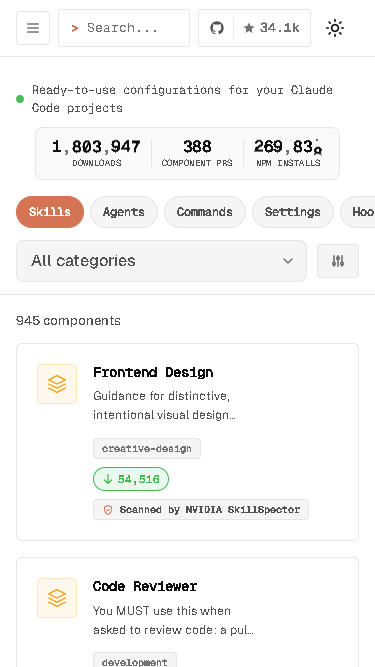 > Search...
34.1k
Ready-to-use configurations for your Claude
Code projects
1,803,947
DOWNLOADS
388
COMPONENT PRS
269,83
NPM INSTALLS
Skills
Agents
Commands
Settings
Hoo
All categories
945 components
Frontend Design
Guidance for distinctive,
intentional visual design…
creative-design
↓ 54,516
Scanned by NVIDIA SkillSpector
Code Reviewer
You MUST use this when
asked to review code: a pul…
development